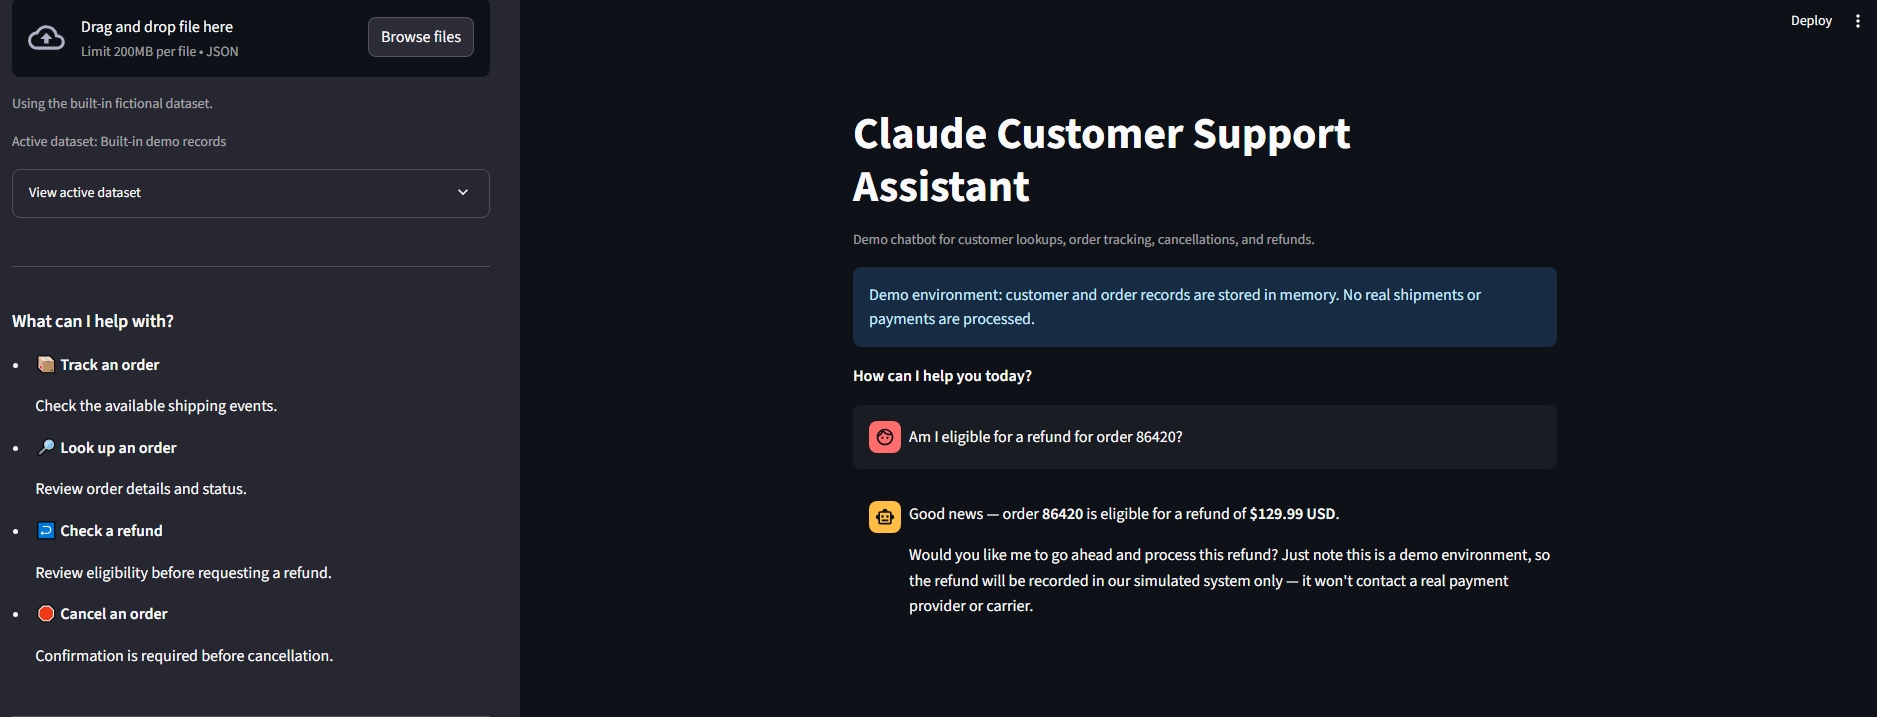 Drag and drop file here
Limit 200MB per file • JSON
Browse files
Using the built-in fictional dataset.
Active dataset: Built-in demo records
View active dataset
What can I help with?
• 📦 Track an order
Check the available shipping events.
• 🔎 Look up an order
Review order details and status.
• ↩️ Check a refund
Review eligibility before requesting a refund.
• 🛑 Cancel an order
Confirmation is required before cancellation.
Deploy
Claude Customer Support
Assistant
Demo chatbot for customer lookups, order tracking, cancellations, and refunds.
Demo environment: customer and order records are stored in memory. No real shipments or
payments are processed.
How can I help you today?
Am I eligible for a refund for order 86420?
Good news — order 86420 is eligible for a refund of $129.99 USD.
Would you like me to go ahead and process this refund? Just note this is a demo environment, so
the refund will be recorded in our simulated system only — it won't contact a real payment
provider or carrier.